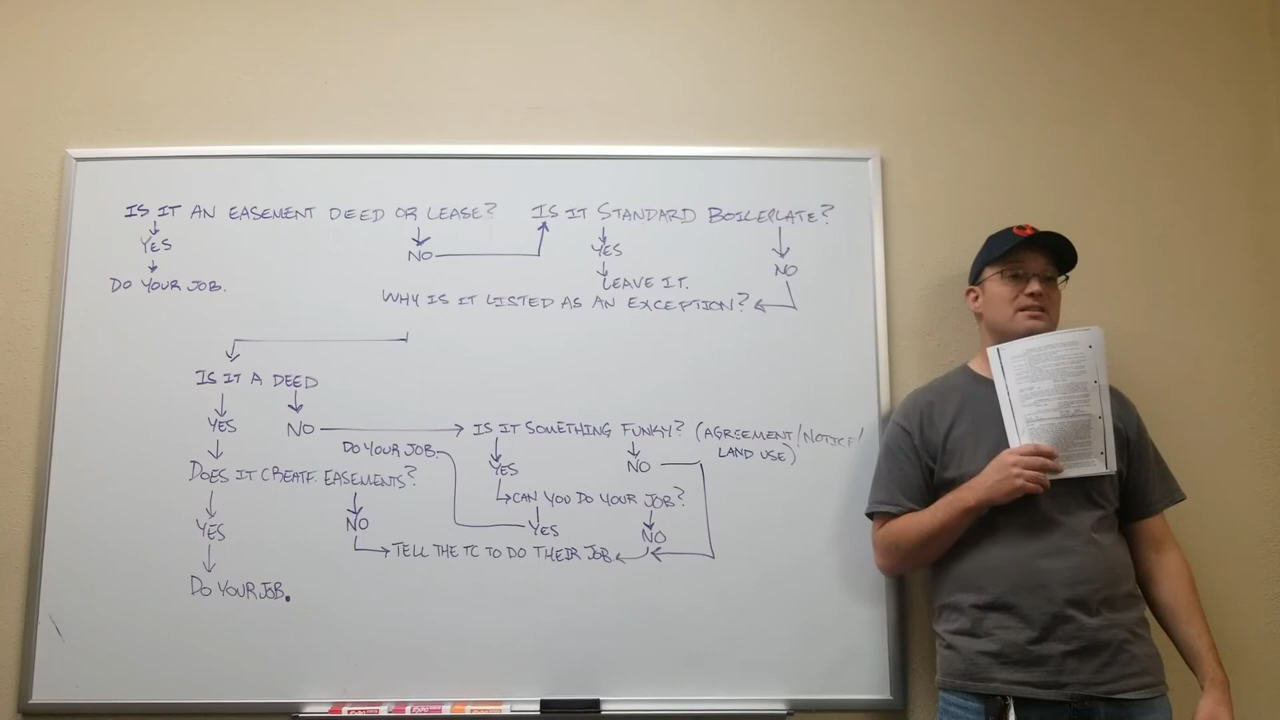 IS IT AN EASEMENT DEED OR LEASE?
IS IT STANDARD BOILERPLATE?
YES
NO
YES
NO
DO YOUR JOB.
LEAVE IT.
WHY IS IT LISTED AS AN EXCEPTION?
IS IT A DEED
YES
NO
IS IT SOMETHING FUNKY? (AGREEMENT/NOTICE/
LAND USE)
DO YOUR JOB
YES
NO
DOES IT CREATE EASEMENTS?
CAN YOU DO YOUR JOB?
YES
NO
YES
NO
TELL THE TC TO DO THEIR JOB
DO YOUR JOB.
EXPO
EXPO
EXPO